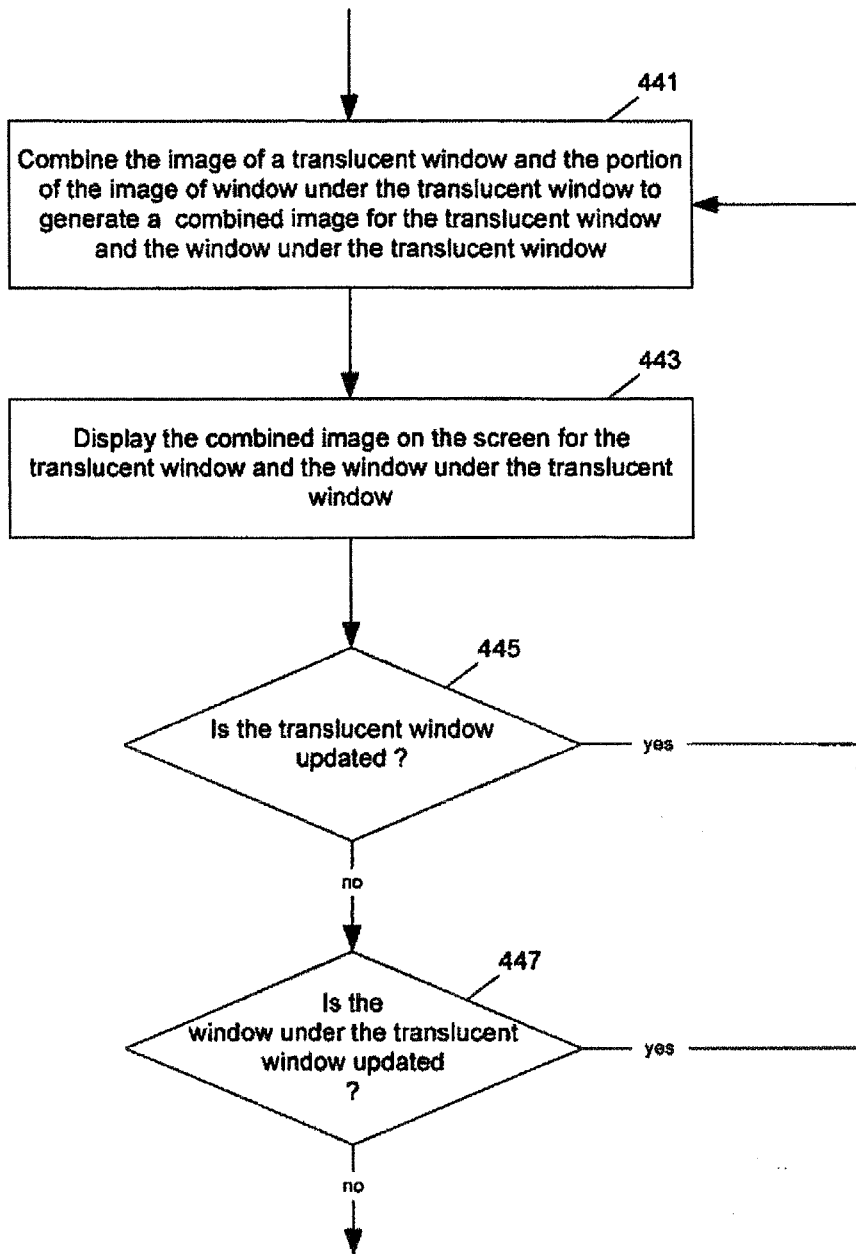 441
Combine the image of a translucent window and the portion
of the image of window under the translucent window to
generate a combined image for the translucent window
and the window under the translucent window
443
Display the combined image on the screen for the
translucent window and the window under the translucent
window
445
Is the translucent window
updated ?
yes
no
447
Is the
window under the translucent
window updated
?
yes
no